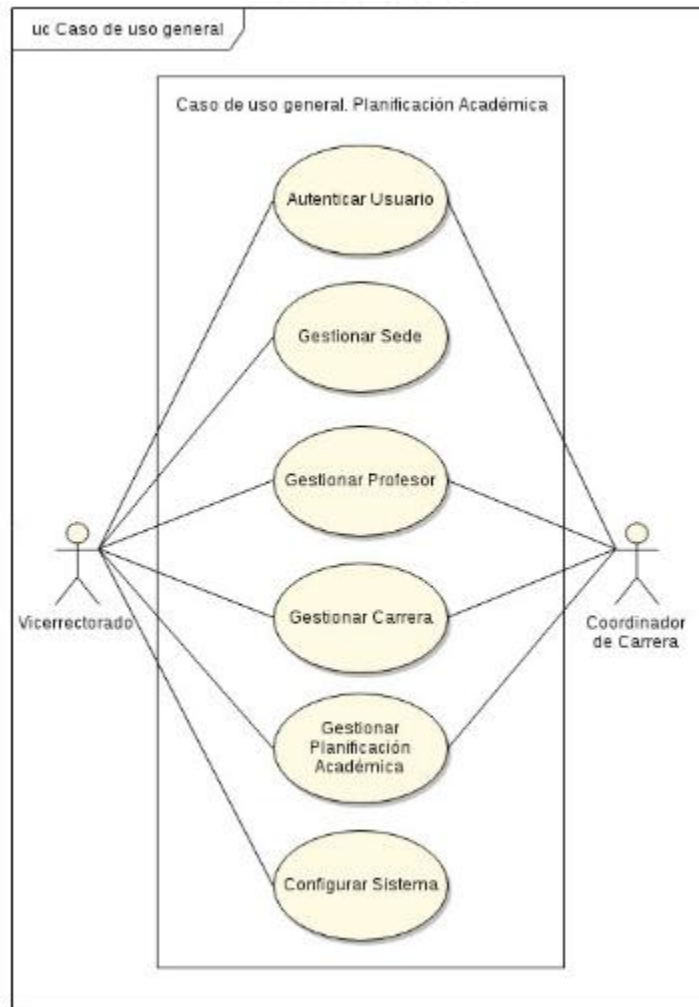 uc Caso de uso general
Caso de uso general. Planificación Académica
Autenticar Usuario
Gestionar Sede
Gestionar Profesor
Vicerrectorado
Gestionar Carrera
Coordinador
de Carrera
Gestionar
Planificación
Académica
Configurar Sistema